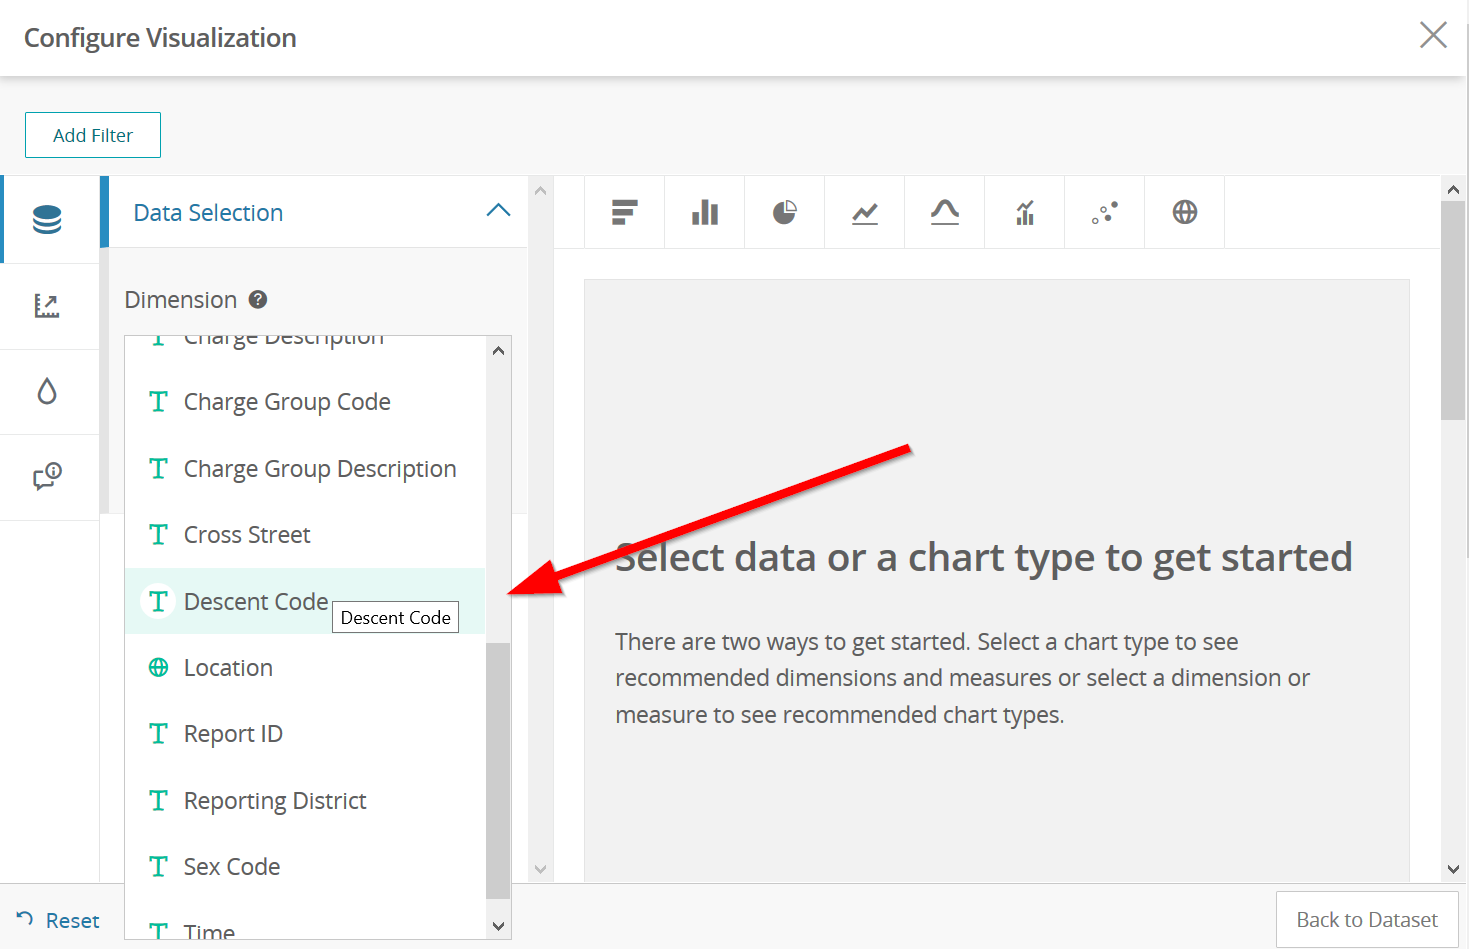 Configure Visualization
Add Filter
Data Selection
Dimension ?
Charge Description
Charge Group Code
Charge Group Description
Cross Street
Descent Code
Descent Code
Location
Report ID
Reporting District
Sex Code
Time
Select data or a chart type to get started
There are two ways to get started. Select a chart type to see
recommended dimensions and measures or select a dimension or
measure to see recommended chart types.
Reset
Back to Dataset